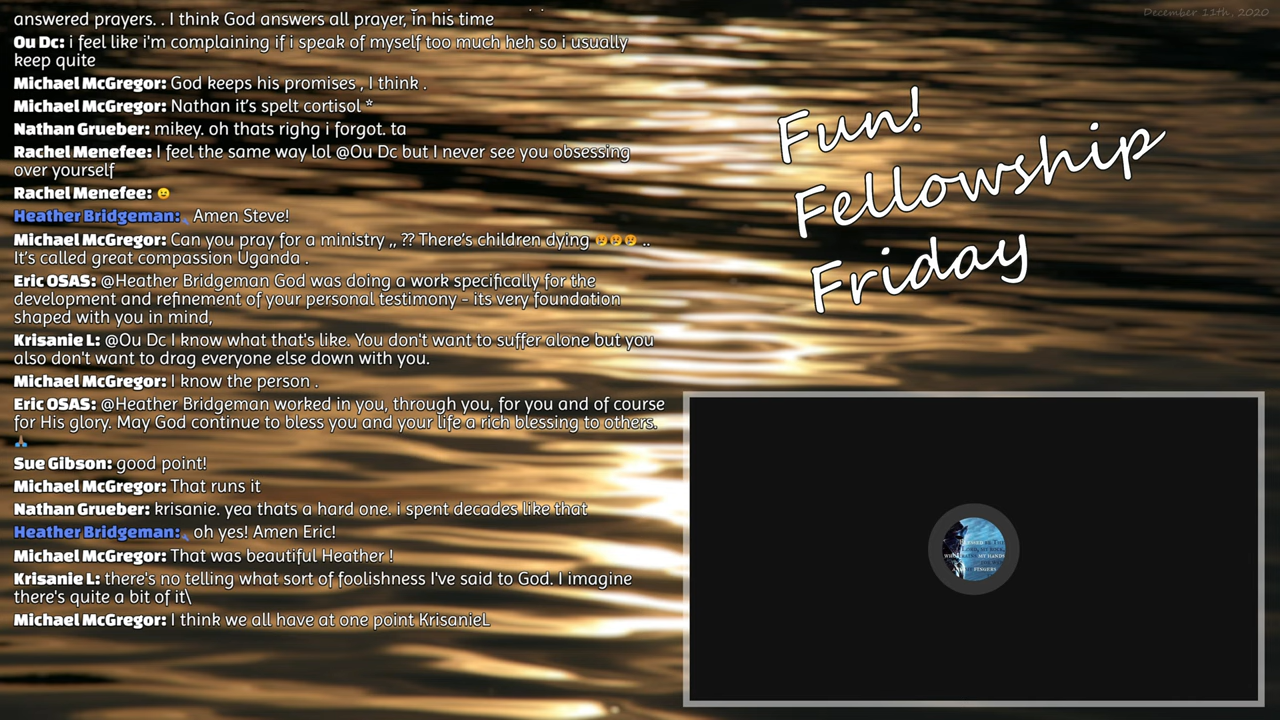 December 11th, 2020
answered prayers. . I think God answers all prayer, in his time
Ou Dc: i feel like i'm complaining if i speak of myself too much heh so i usually
keep quite
Michael McGregor: God keeps his promises , I think .
Michael McGregor: Nathan it's spelt cortisol *
Nathan Grueber: mikey. oh thats righg i forgot. ta
Rachel Menefee: I feel the same way lol @Ou Dc but I never see you obsessing
over yourself
Rachel Menefee: 😐
Heather Bridgeman: Amen Steve!
Michael McGregor: Can you pray for a ministry ,, ?? There's children dying 😢😢😢 ..
It's called great compassion Uganda .
Eric OSAS: @Heather Bridgeman God was doing a work specifically for the
development and refinement of your personal testimony - its very foundation
shaped with you in mind,
Krisanie L: @Ou Dc I know what that's like. You don't want to suffer alone but you
also don't want to drag everyone else down with you.
Michael McGregor: I know the person .
Eric OSAS: @Heather Bridgeman worked in you, through you, for you and of course
for His glory. May God continue to bless you and your life a rich blessing to others.
🙏
Sue Gibson: good point!
Michael McGregor: That runs it
Nathan Grueber: krisanie. yea thats a hard one. i spent decades like that
Heather Bridgeman: oh yes! Amen Eric!
Michael McGregor: That was beautiful Heather !
Krisanie L: there's no telling what sort of foolishness I've said to God. I imagine
there's quite a bit of it\
Michael McGregor: I think we all have at one point KrisanieL
Fun!
Fellowship
Friday
Blessed be The
Lord, my rock,
my hands
fingers